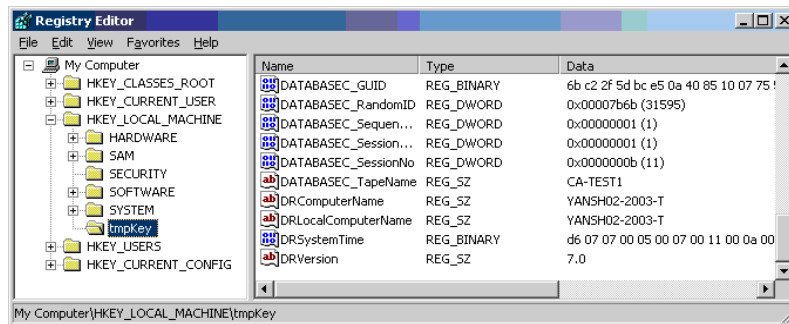 Registry Editor
File Edit View Favorites Help
My Computer
HKEY_CLASSES_ROOT
HKEY_CURRENT_USER
HKEY_LOCAL_MACHINE
HARDWARE
SAM
SECURITY
SOFTWARE
SYSTEM
tmpKey
HKEY_USERS
HKEY_CURRENT_CONFIG
Name Type Data
DATABASEC_GUID REG_BINARY 6b c2 2f 5d bc e5 0a 40 85 10 07 75
DATABASEC_RandomID REG_DWORD 0x00007b6b (31595)
DATABASEC_Sequen... REG_DWORD 0x00000001 (1)
DATABASEC_Session... REG_DWORD 0x00000001 (1)
DATABASEC_SessionNo REG_DWORD 0x0000000b (11)
DATABASEC_TapeName REG_SZ CA-TEST1
DRComputerName REG_SZ YANSH02-2003-T
DRLocalComputerName REG_SZ YANSH02-2003-T
DRSystemTime REG_BINARY d6 07 07 00 05 00 07 00 11 00 0a 00
DRVersion REG_SZ 7.0
My Computer\HKEY_LOCAL_MACHINE\tmpKey